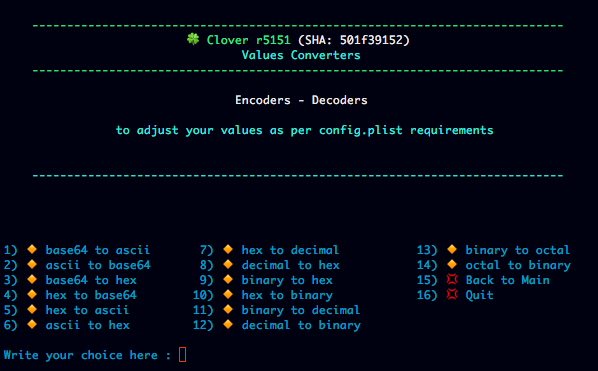 🍀 Clover r5151 (SHA: 501f39152)
Values Converters
Encoders - Decoders
to adjust your values as per config.plist requirements
1) 🔸 base64 to ascii 7) 🔸 hex to decimal 13) 🔸 binary to octal
2) 🔸 ascii to base64 8) 🔸 decimal to hex 14) 🔸 octal to binary
3) 🔸 base64 to hex 9) 🔸 binary to hex 15) 💢 Back to Main
4) 🔸 hex to base64 10) 🔸 hex to binary 16) 💢 Quit
5) 🔸 hex to ascii 11) 🔸 binary to decimal
6) 🔸 ascii to hex 12) 🔸 decimal to binary
Write your choice here :